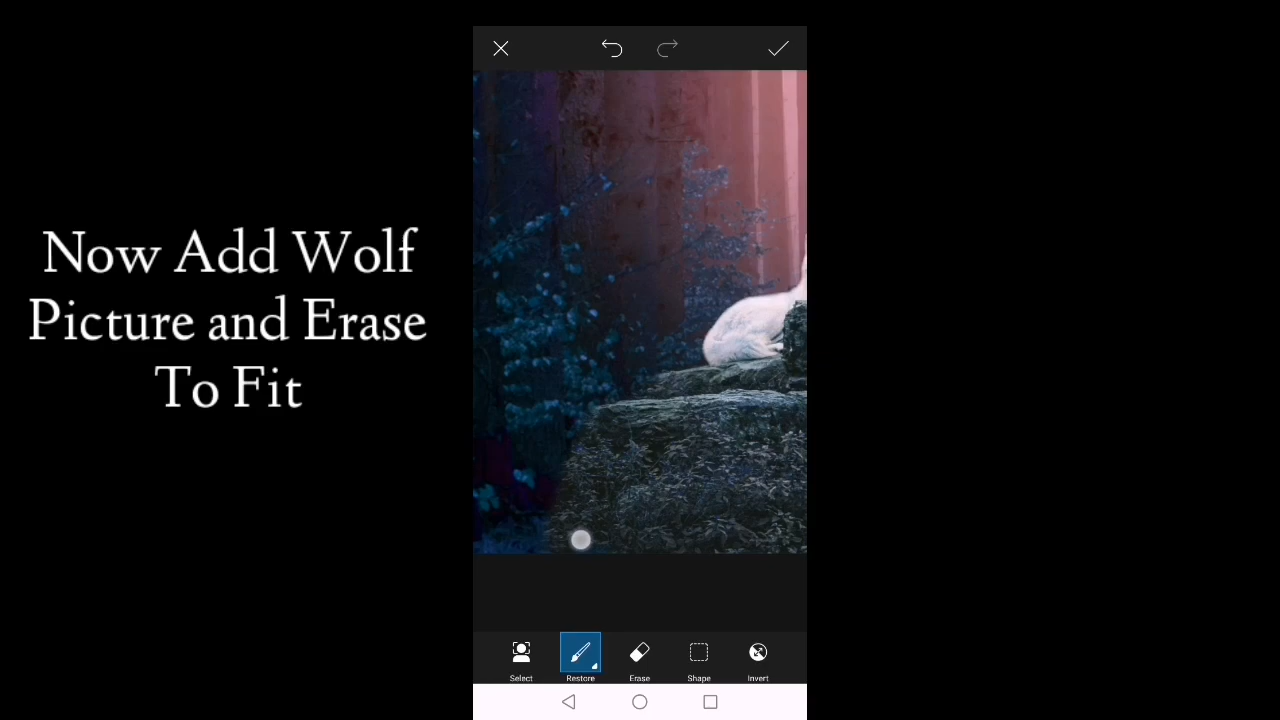 Now Add Wolf
Picture and Erase
To Fit
Select
Restore
Erase
Shape
Invert